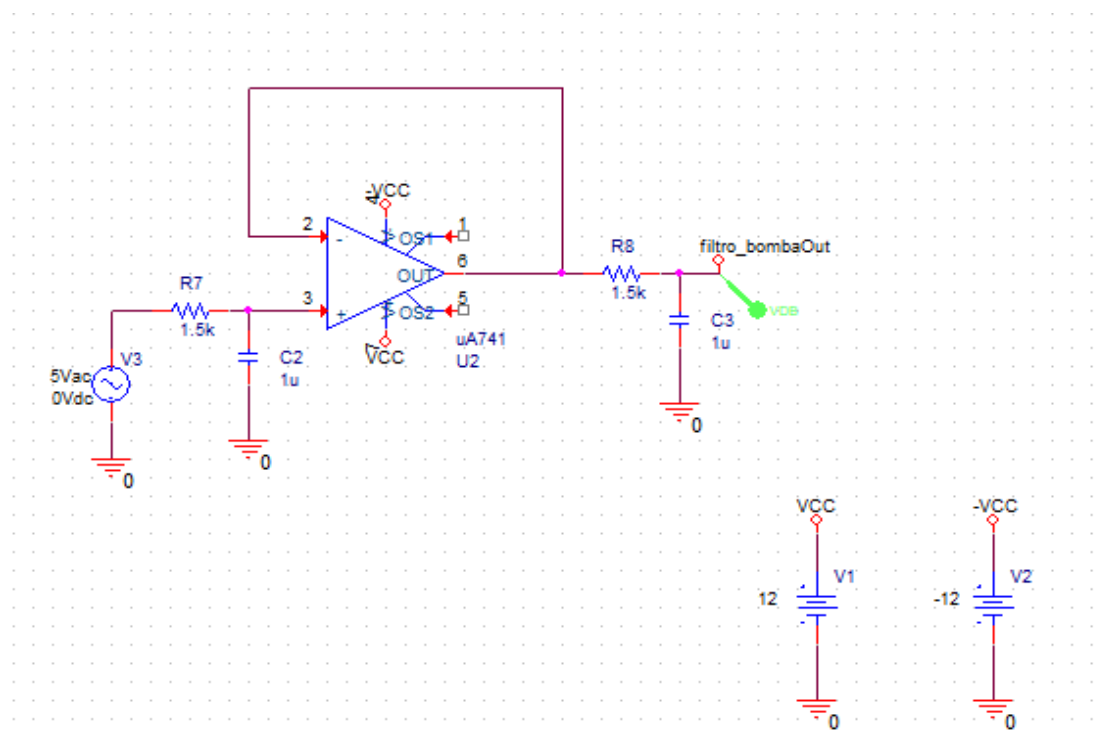 -VCC
4
2
-
OS1
1
OUT
6
R8
1.5k
filtro_bombaOut
VDB
R7
1.5k
3
+
OS2
5
7
VCC
uA741
U2
C2
1u
C3
1u
V3
5Vac
0Vdc
0
0
0
VCC
V1
12
0
-VCC
V2
-12
0